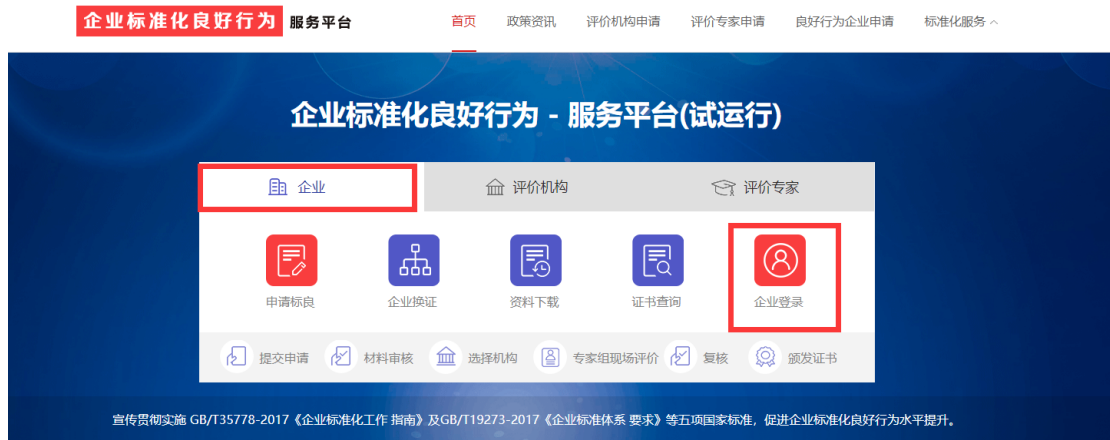 企业标准化良好行为 服务平台 首页 政策资讯 评价机构申请 评价专家申请 良好行为企业申请 标准化服务
企业标准化良好行为 - 服务平台(试运行)
企业 评价机构 评价专家
申请标良 企业换证 资料下载 证书查询 企业登录
提交申请 材料审核 选择机构 专家组现场评价 复核 颁发证书
宣传贯彻实施 GB/T35778-2017《企业标准化工作 指南》及GB/T19273-2017《企业标准体系 要求》等五项国家标准，促进企业标准化良好行为水平提升。